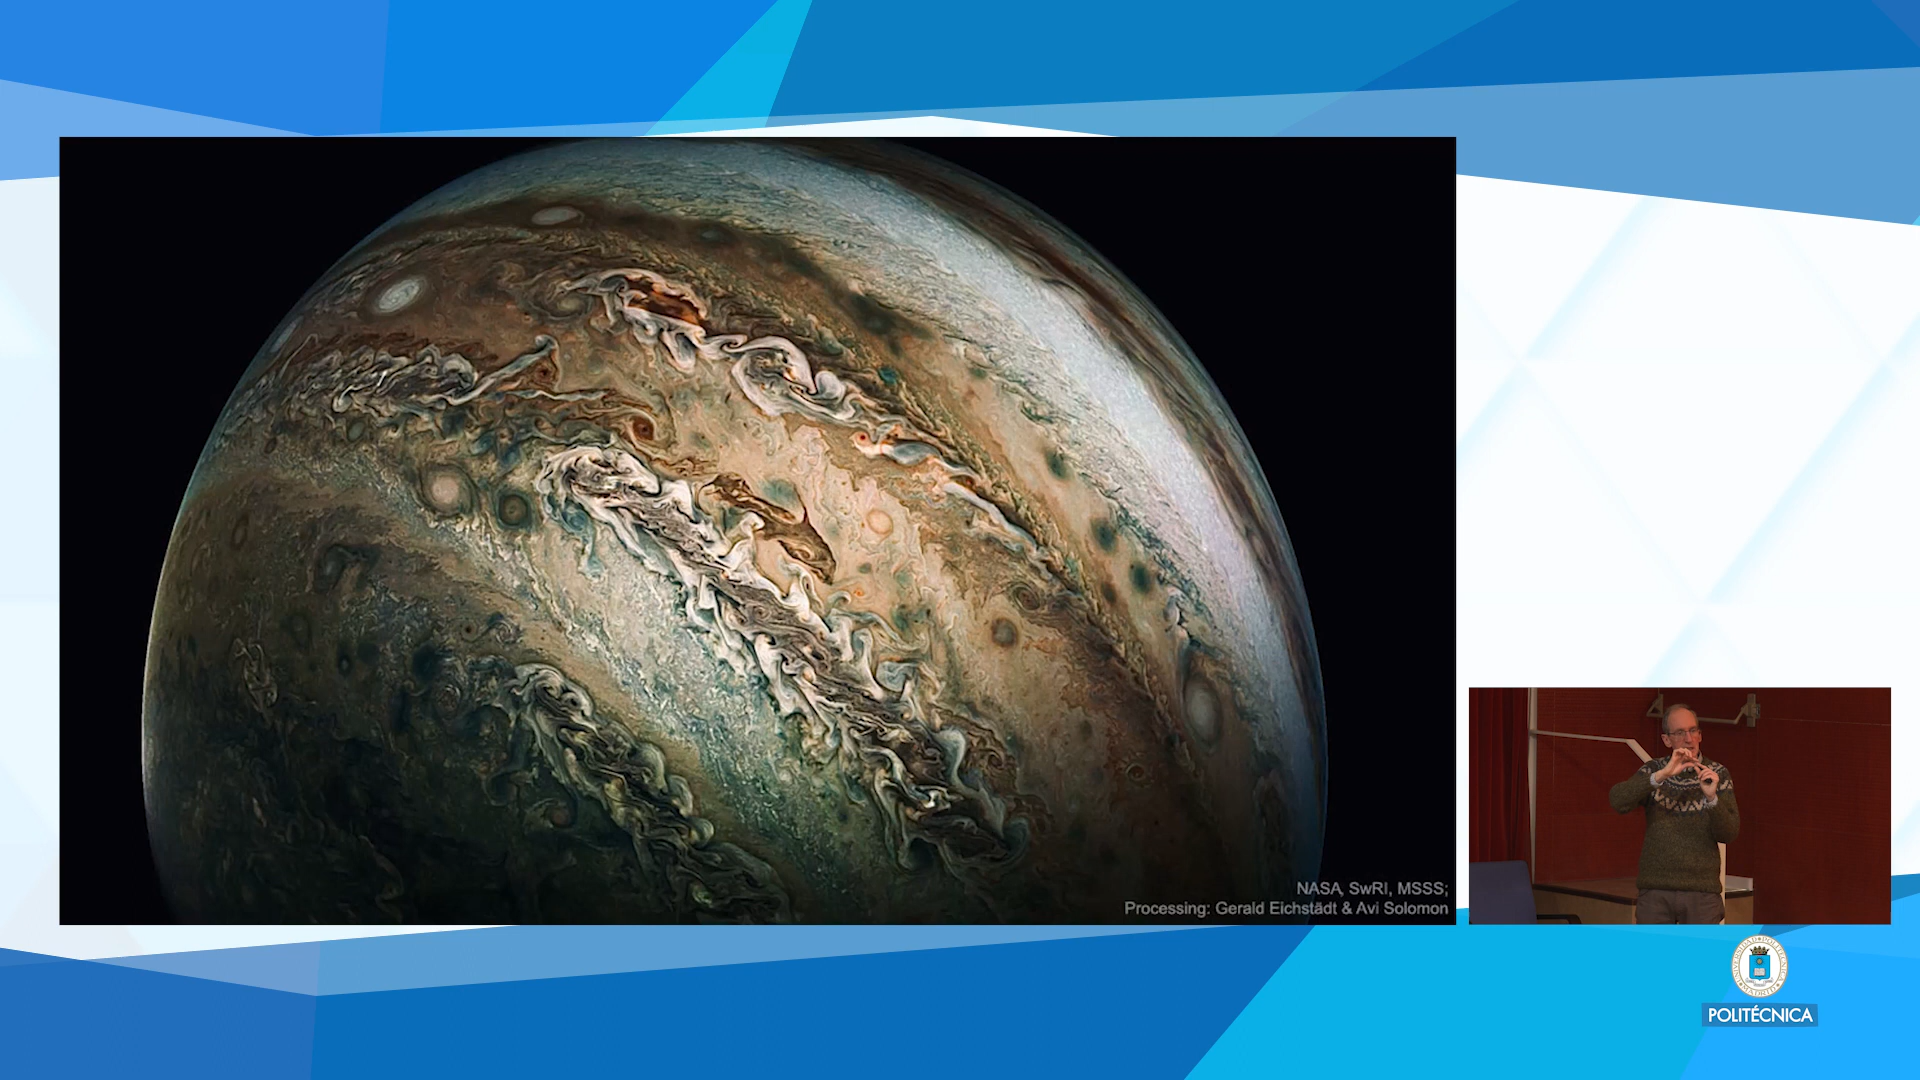 NASA, SwRI, MSSS;
Processing: Gerald Eichstädt & Avi Solomon
POLITÉCNICA